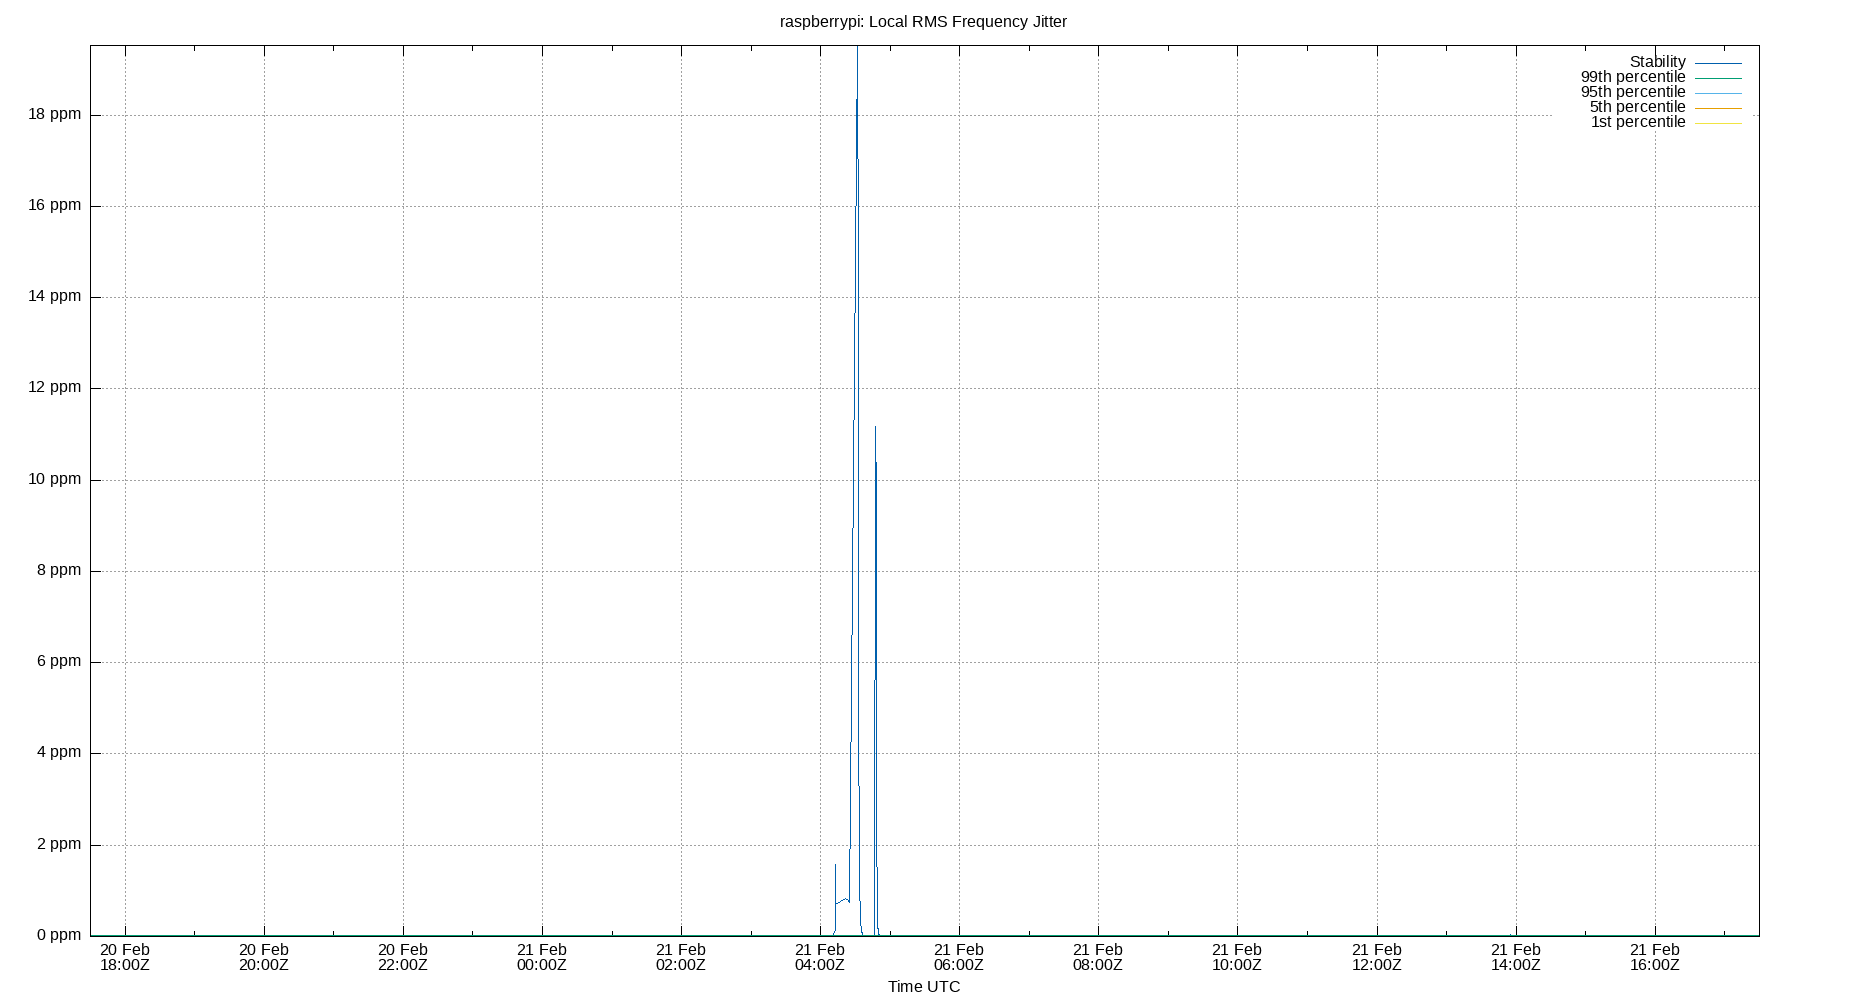 raspberrypi: Local RMS Frequency Jitter
Stability
99th percentile
95th percentile
5th percentile
1st percentile
18 ppm
16 ppm
14 ppm
12 ppm
10 ppm
8 ppm
6 ppm
4 ppm
2 ppm
0 ppm
20 Feb 20 Feb 20 Feb 21 Feb 21 Feb 21 Feb 21 Feb 21 Feb 21 Feb 21 Feb 21 Feb 21 Feb
18:00Z 20:00Z 22:00Z 00:00Z 02:00Z 04:00Z 06:00Z 08:00Z 10:00Z 12:00Z 14:00Z 16:00Z
Time UTC